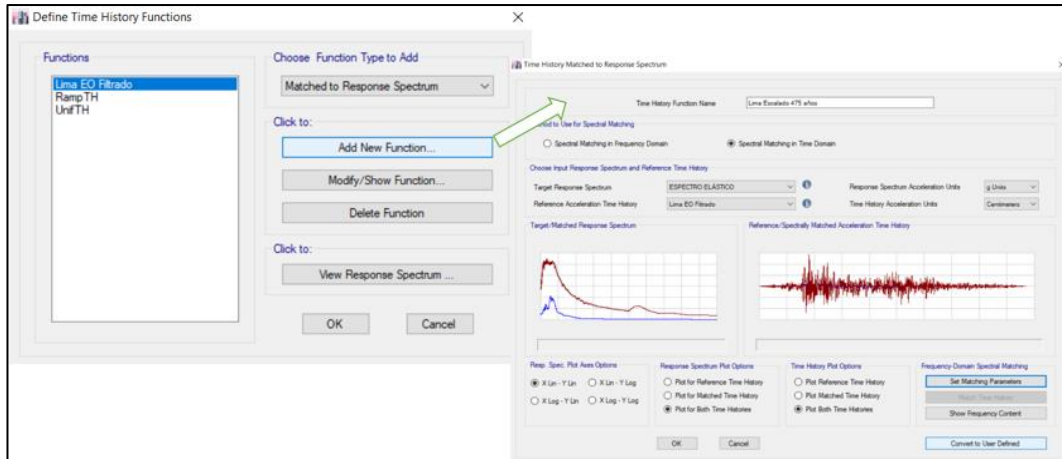 Define Time History Functions
Functions
Lima EO Filtrado
RampTH
UnifTH
Choose Function Type to Add
Matched to Response Spectrum
Click to:
Add New Function...
Modify/Show Function...
Delete Function
Click to:
View Response Spectrum ...
OK Cancel
Time History Matched to Response Spectrum
Time History Function Name Lima Escalado 475 años
to Use for Spectral Matching
Spectral Matching in Frequency Domain Spectral Matching in Time Domain
Choose Input Response Spectrum and Reference Time History
Target Response Spectrum ESPECTRO ELÁSTICO Response Spectrum Acceleration Units g Units
Reference Acceleration Time History Lima EO Filtrado Time History Acceleration Units Centimeters
Target/Matched Response Spectrum Reference/Spectrally Matched Acceleration Time History
Resp. Spec. Plot Axes Options Response Spectrum Plot Options Time History Plot Options Frequency-Domain Spectral Matching
X Lin - Y Lin X Lin - Y Log Plot for Reference Time History Plot Reference Time History Set Matching Parameters
X Log - Y Lin X Log - Y Log Plot for Matched Time History Plot Matched Time History Match Time History
Plot for Both Time Histories Plot Both Time Histories Show Frequency Content
OK Cancel Convert to User Defined